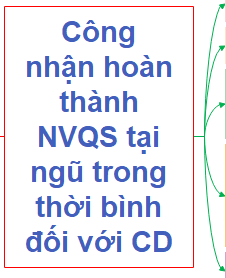 Công
nhận hoàn
thành
NVQS tại
ngũ trong
thời bình
đối với CD